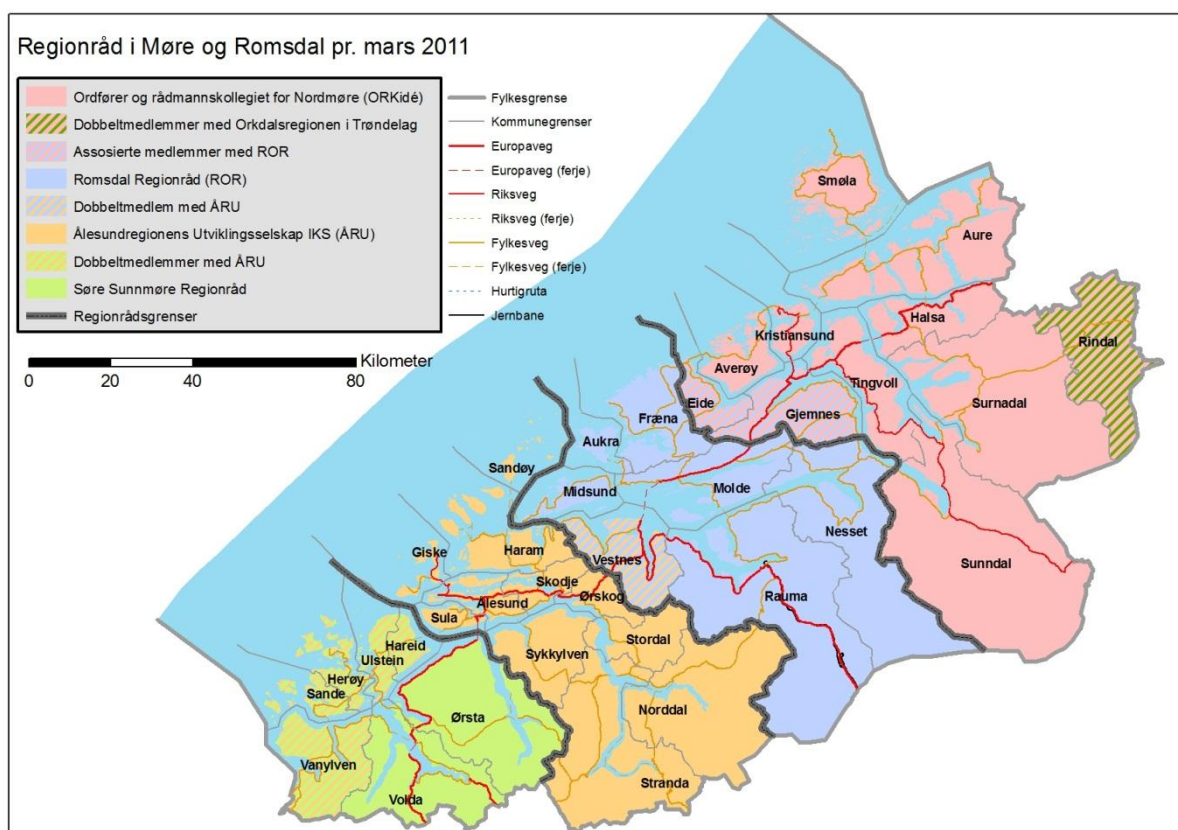 Regionråd i Møre og Romsdal pr. mars 2011
Ordfører og rådmannskollegiet for Nordmøre (ORKidé)
Dobbeltmedlemmer med Orkdalsregionen i Trøndelag
Assosierte medlemmer med ROR
Romsdal Regionråd (ROR)
Dobbeltmedlem med ÅRU
Ålesundregionens Utviklingsselskap IKS (ÅRU)
Dobbeltmedlemmer med ÅRU
Søre Sunnmøre Regionråd
Regionrådsgrenser
Fylkesgrense
Kommunegrenser
Europaveg
Europaveg (ferje)
Riksveg
Riksveg (ferje)
Fylkesveg
Fylkesveg (ferje)
Hurtigruta
Jernbane
Kilometer
0 20 40 80
Smøla
Aure
Halsa
Kristiansund
Rindal
Averøy
Tingvoll
Eide
Surnadal
Gjemnes
Fræna
Aukra
Sandøy
Midsund
Molde
Nesset
Haram
Giske
Vestnes
Sunndal
Skodje
Rauma
Ørskog
Ålesund
Sula
Stordal
Hareid
Sykkylven
Ulstein
Herøy
Sande
Norddal
Ørsta
Vanylven
Stranda
Volda